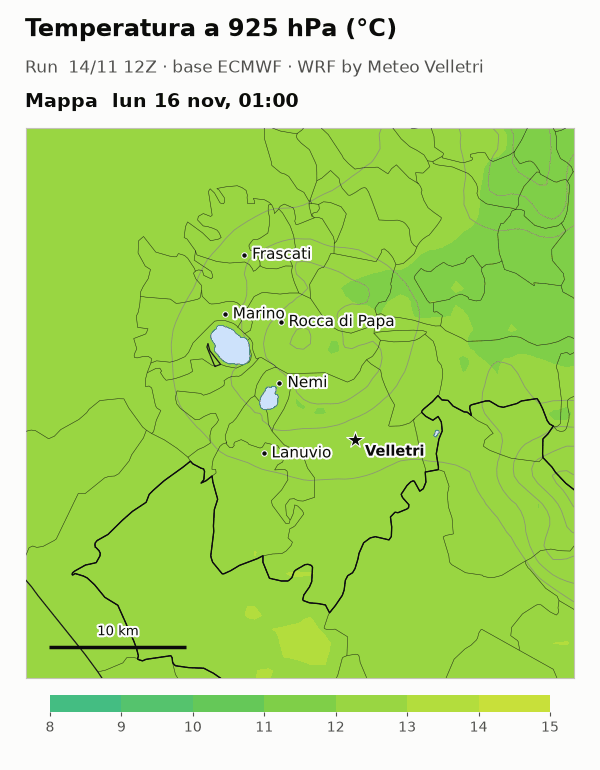 Temperatura a 925 hPa (°C)
Run  14/11 12Z · base ECMWF · WRF by Meteo Velletri
Mappa  lun 16 nov, 01:00
Frascati
Marino
Rocca di Papa
Nemi
Velletri
Lanuvio
10 km
8 9 10 11 12 13 14 15